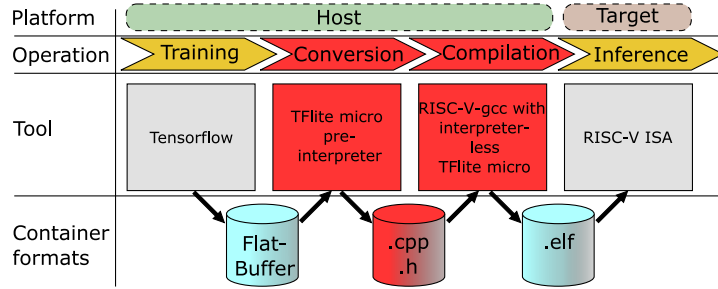 Platform
Host
Target
Operation
Training
Conversion
Compilation
Inference
Tool
Tensorflow
TFlite micro
pre-
interpreter
RISC-V-gcc with
interpreter-
less
TFlite micro
RISC-V ISA
Container
formats
Flat-
Buffer
.cpp
.h
.elf